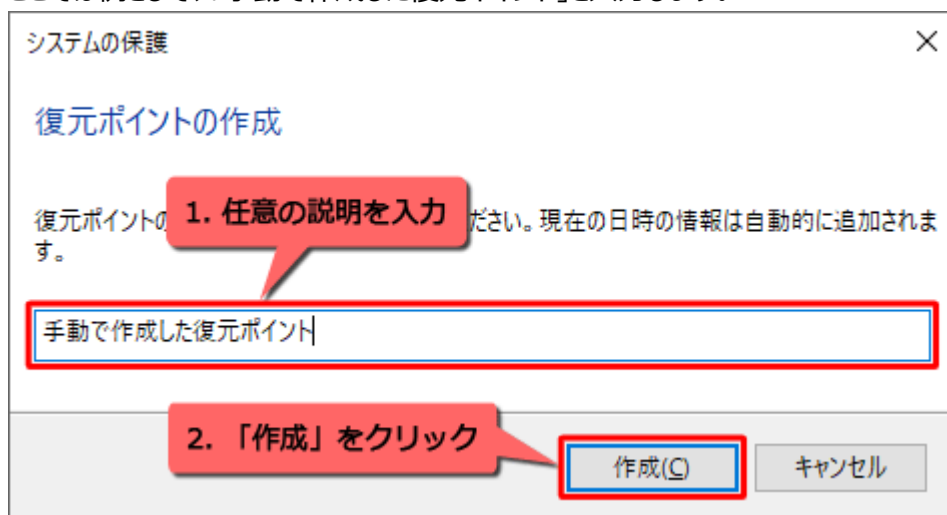 システムの保護
復元ポイントの作成
1. 任意の説明を入力
復元ポイントの ださい。現在の日時の情報は自動的に追加されま
す。
手動で作成した復元ポイント
2. 「作成」をクリック
作成(C)
キャンセル